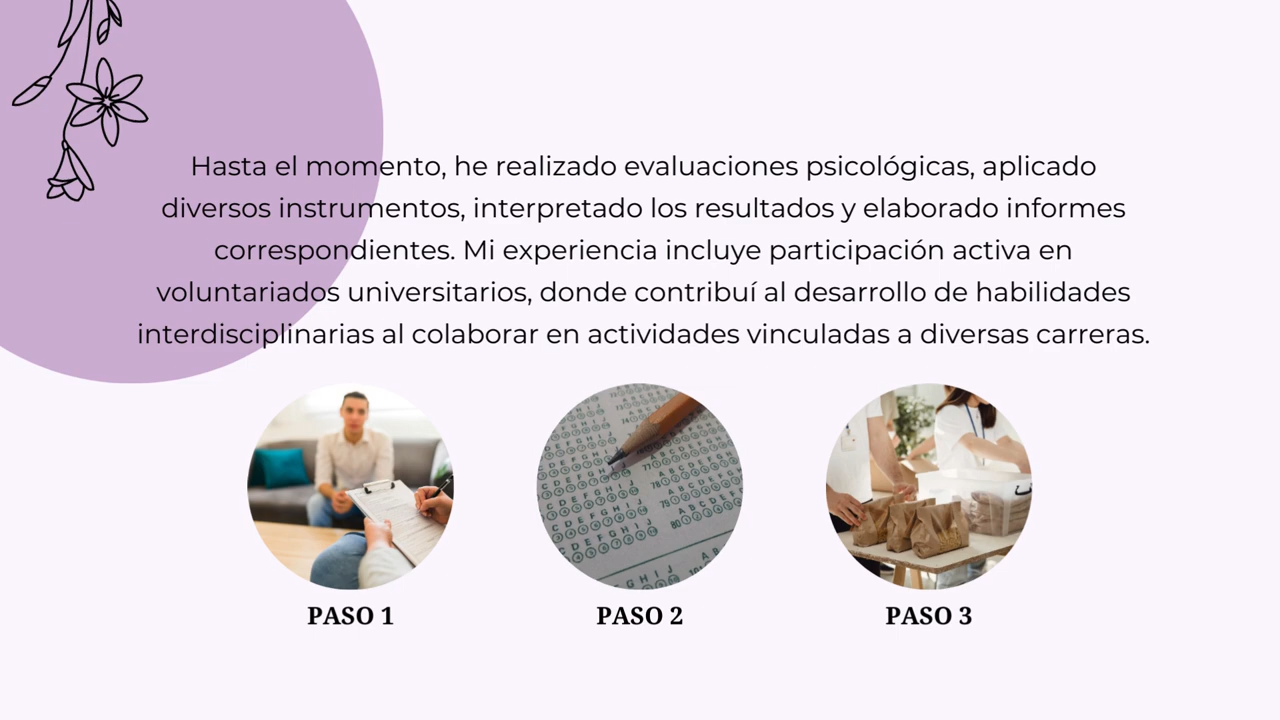 Hasta el momento, he realizado evaluaciones psicológicas, aplicado
diversos instrumentos, interpretado los resultados y elaborado informes
correspondientes. Mi experiencia incluye participación activa en
voluntariados universitarios, donde contribuí al desarrollo de habilidades
interdisciplinarias al colaborar en actividades vinculadas a diversas carreras.
PASO 1
PASO 2
PASO 3